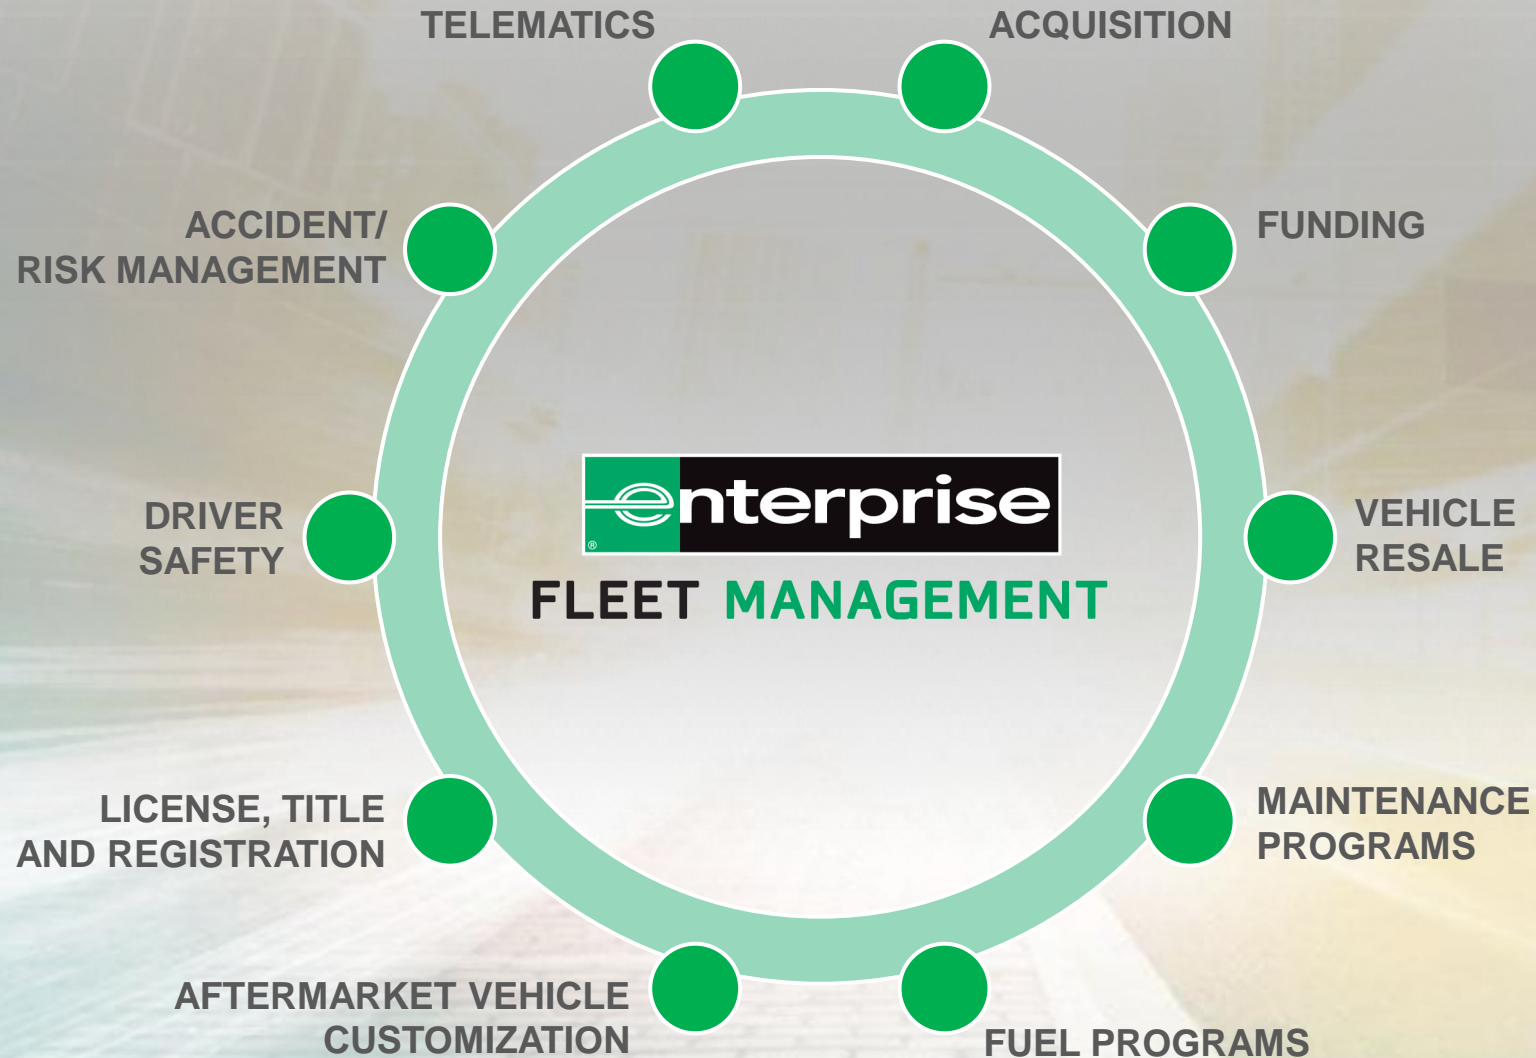 TELEMATICS
ACQUISITION
ACCIDENT/
RISK MANAGEMENT
FUNDING
enterprise
®
FLEET MANAGEMENT
DRIVER
SAFETY
VEHICLE
RESALE
LICENSE, TITLE
AND REGISTRATION
MAINTENANCE
PROGRAMS
AFTERMARKET VEHICLE
CUSTOMIZATION
FUEL PROGRAMS